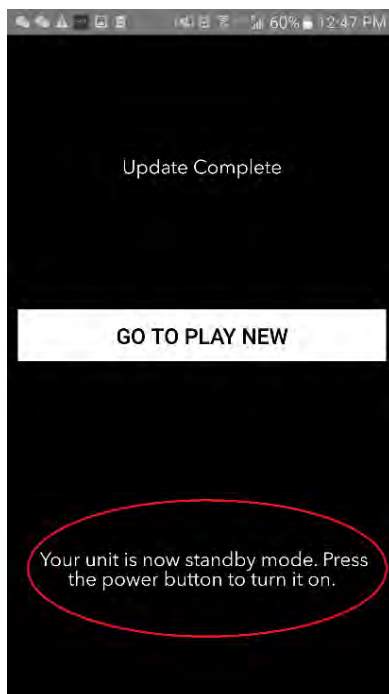 60% 12:47 PM
Update Complete
GO TO PLAY NEW
Your unit is now standby mode. Press
the power button to turn it on.